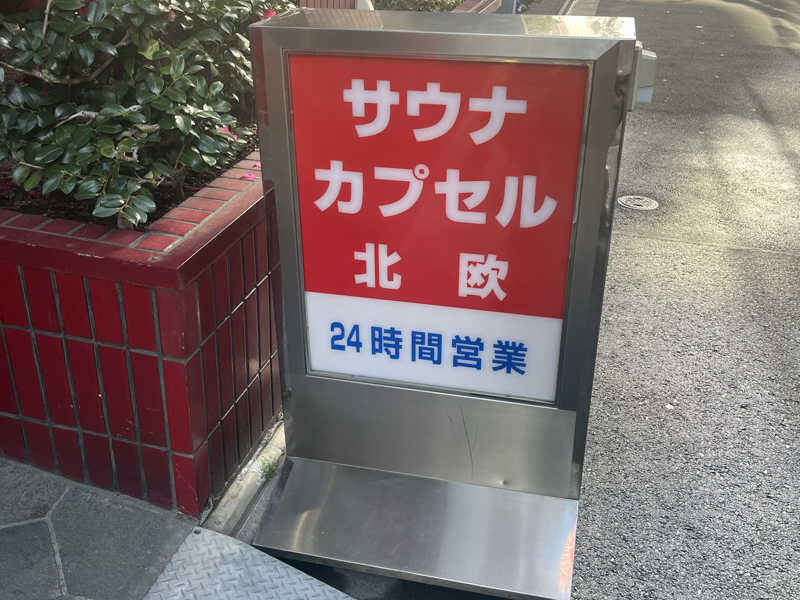 サウナ
カプセル
北欧
24時間営業